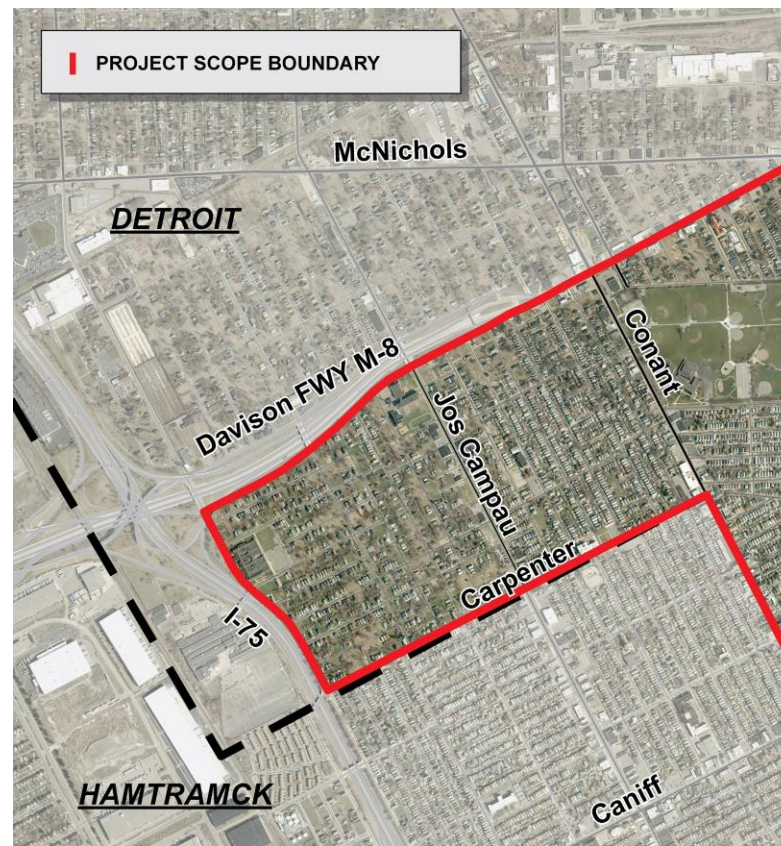 PROJECT SCOPE BOUNDARY
McNichols
DETROIT
Davison FWY M-8
Conant
Jos Campau
Carpenter
I-75
HAMTRAMCK
Caniff